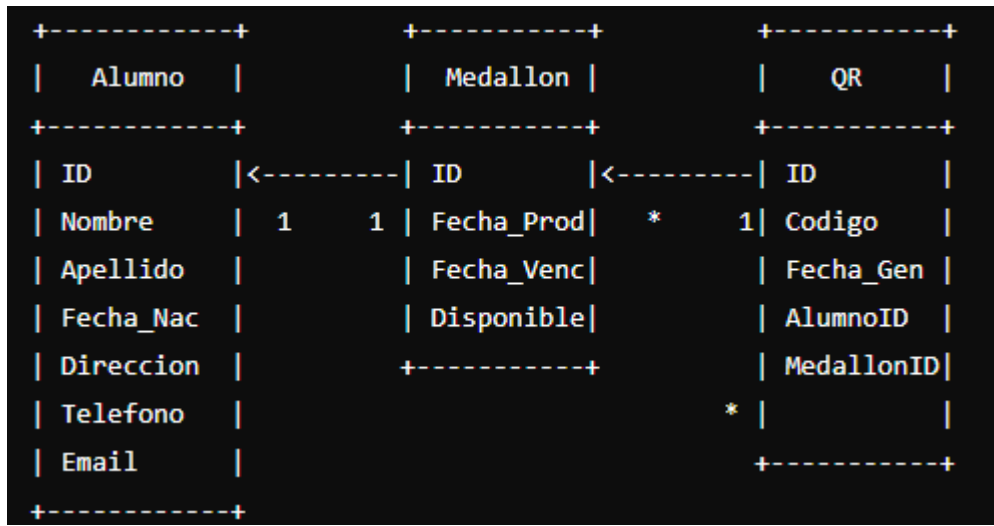 +------------+          +-----------+          +-----------+
|   Alumno   |          |  Medallon |          |    QR     |
+------------+          +-----------+          +-----------+
| ID         |<---------| ID        |<---------| ID        |
| Nombre     |  1     1 | Fecha_Prod|   *     1| Codigo    |
| Apellido   |          | Fecha_Venc|          | Fecha_Gen |
| Fecha_Nac  |          | Disponible|          | AlumnoID  |
| Direccion  |          +-----------+          | MedallonID|
| Telefono   |                               * |           |
| Email      |                                 +-----------+
+------------+